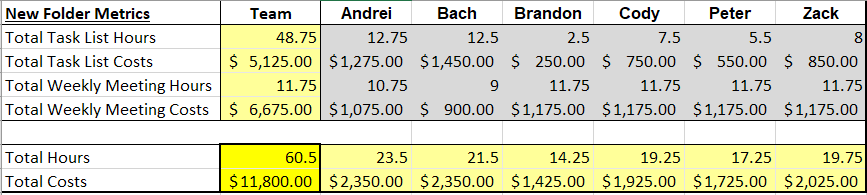 New Folder Metrics Team Andrei Bach Brandon Cody Peter Zack
Total Task List Hours 48.75 12.75 12.5 2.5 7.5 5.5 8
Total Task List Costs $ 5,125.00 $1,275.00 $1,450.00 $ 250.00 $ 750.00 $ 550.00 $ 850.00
Total Weekly Meeting Hours 11.75 10.75 9 11.75 11.75 11.75 11.75
Total Weekly Meeting Costs $ 6,675.00 $1,075.00 $ 900.00 $1,175.00 $1,175.00 $1,175.00 $1,175.00
Total Hours 60.5 23.5 21.5 14.25 19.25 17.25 19.75
Total Costs $11,800.00 $2,350.00 $2,350.00 $1,425.00 $1,925.00 $1,725.00 $2,025.00